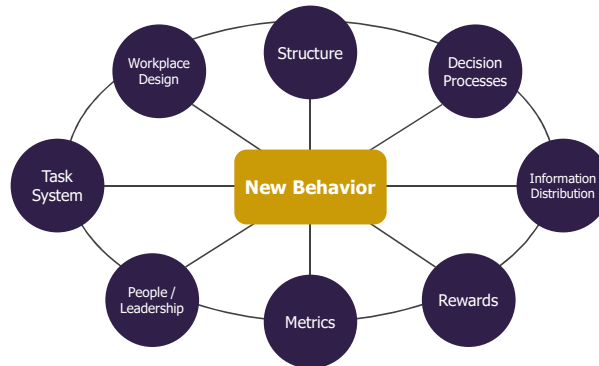 Structure
Workplace
Design
Decision
Processes
Task
System
New Behavior
Information
Distribution
People /
Leadership
Metrics
Rewards